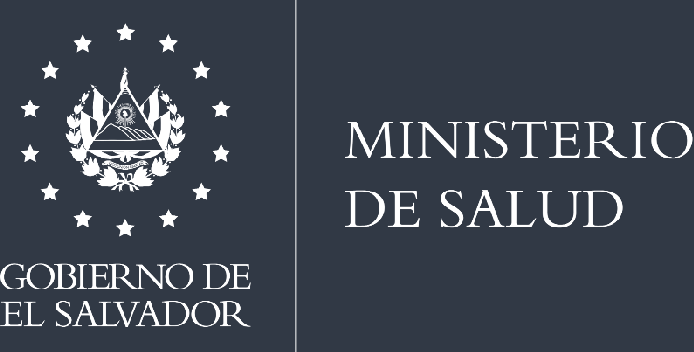 GOBIERNO DE
EL SALVADOR
MINISTERIO
DE SALUD